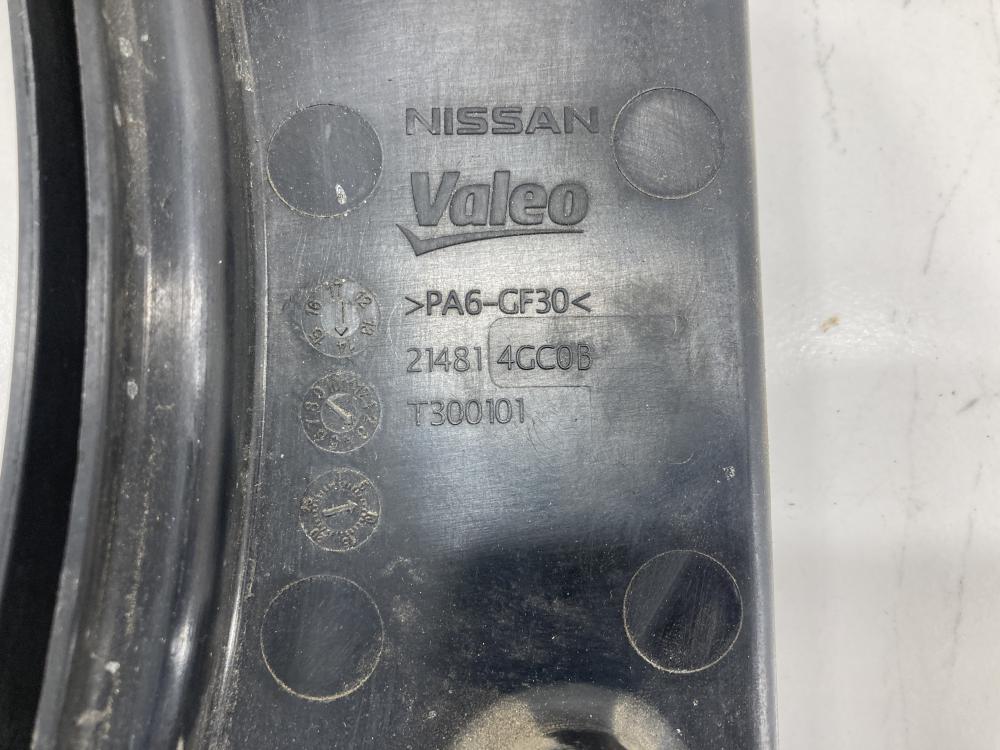 NISSAN
Valeo
>PA6-GF30<
21481 4GC0B
T300101